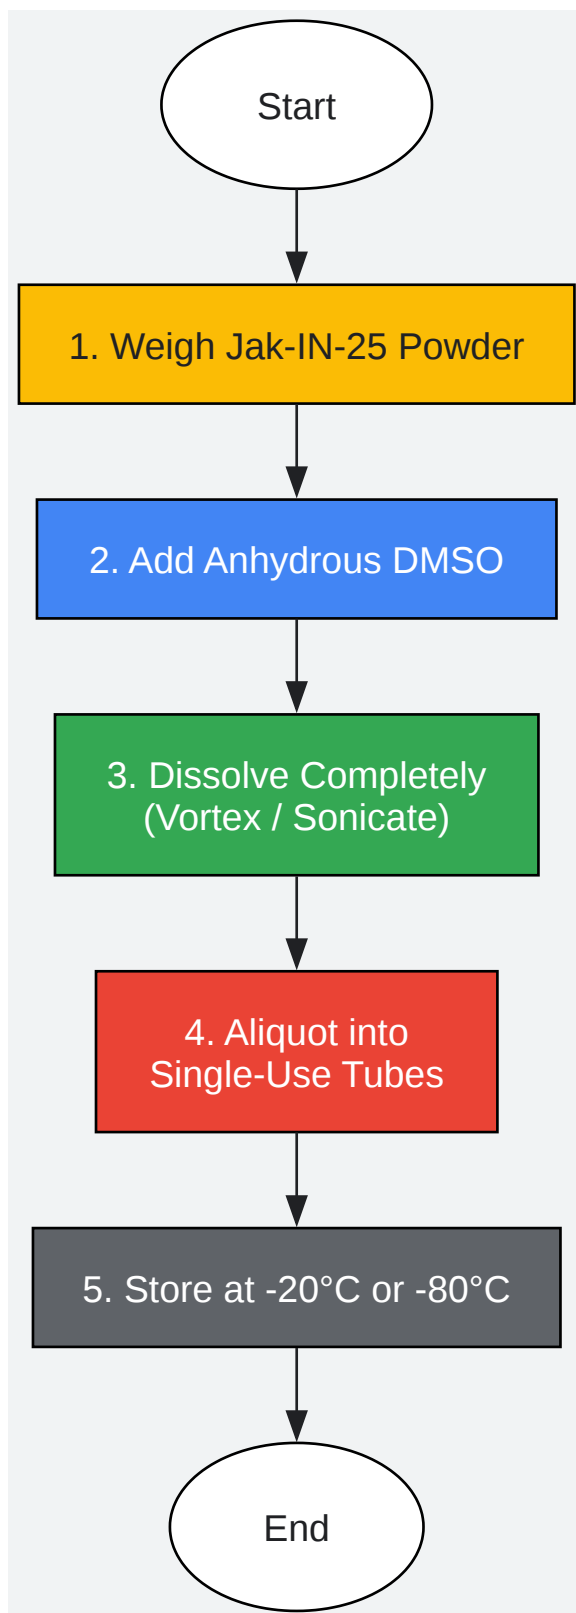 Start
1. Weigh Jak-IN-25 Powder
2. Add Anhydrous DMSO
3. Dissolve Completely
(Vortex / Sonicate)
4. Aliquot into
Single-Use Tubes
5. Store at -20°C or -80°C
End